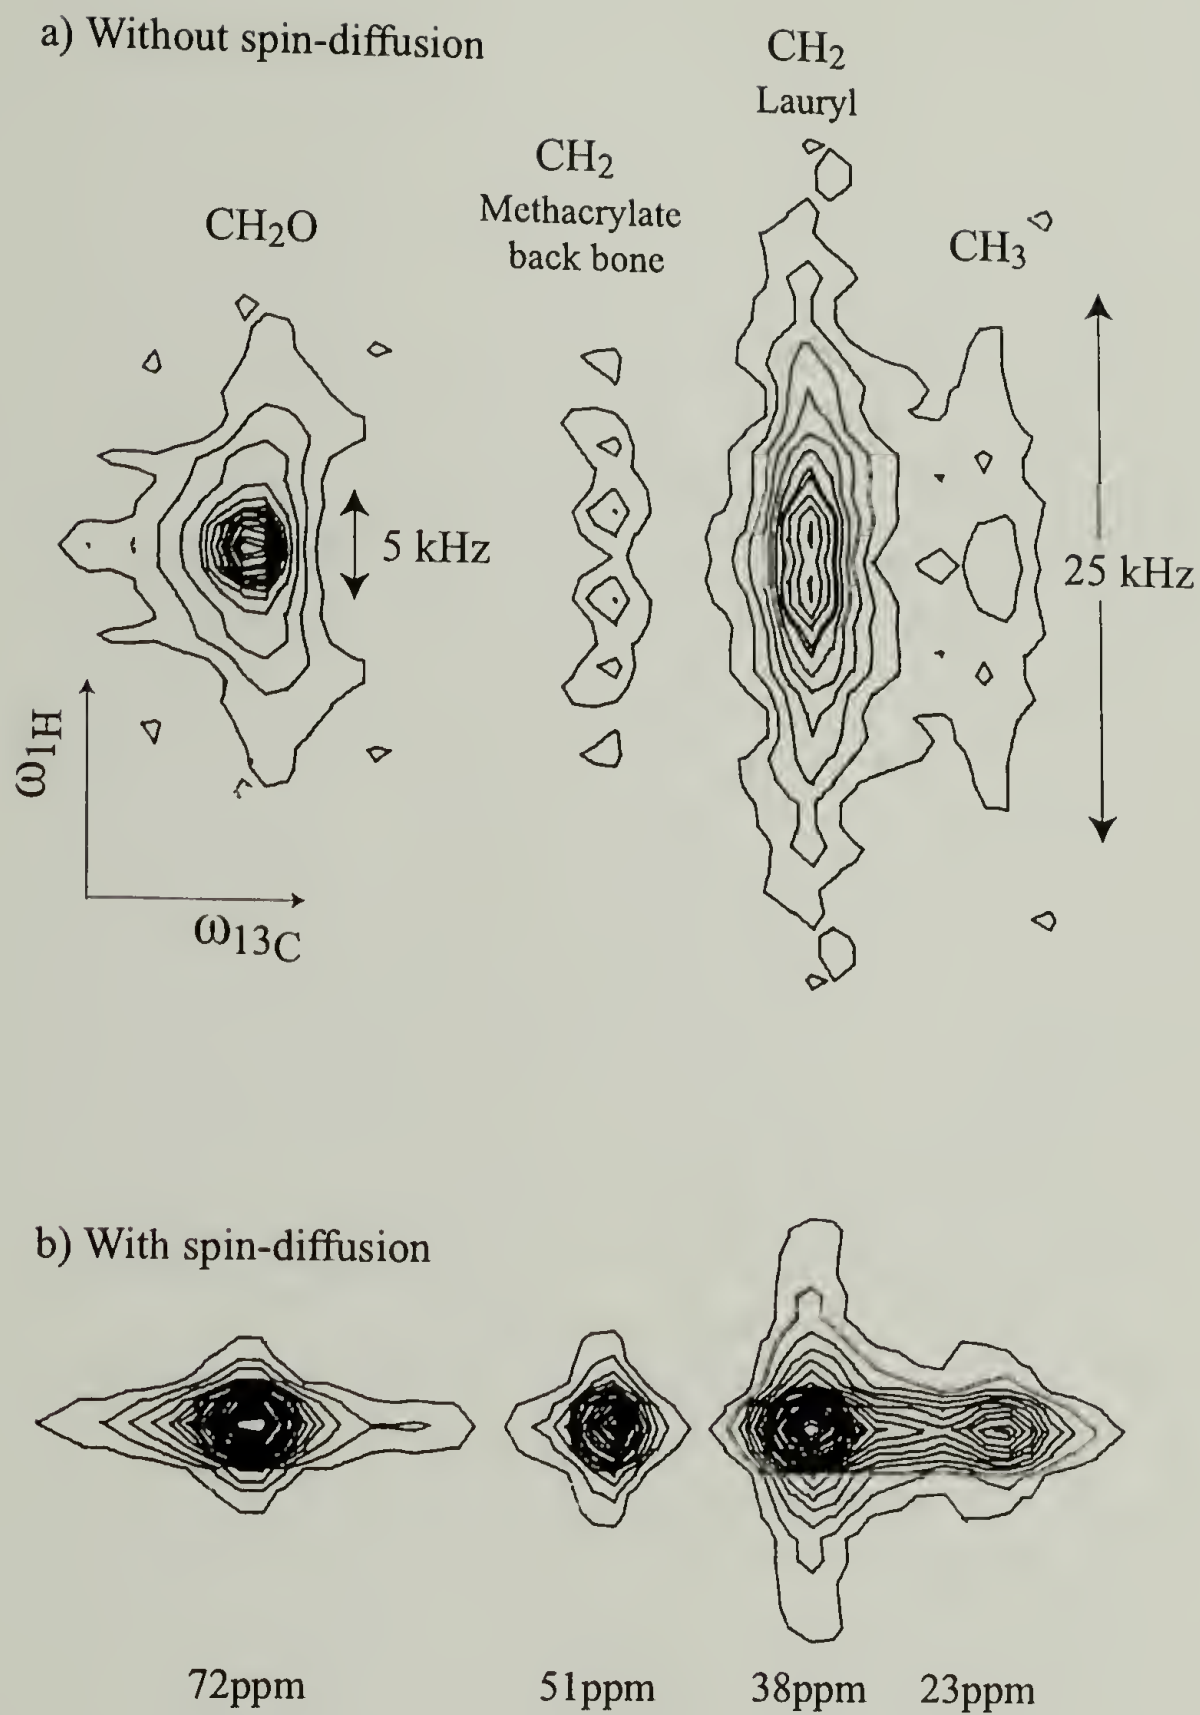 a) Without spin-diffusion
CH2
Lauryl
CH2
Methacrylate
back bone
CH2O
CH3
5 kHz
25 kHz
ω1H
ω13C
b) With spin-diffusion
72ppm
51ppm
38ppm
23ppm